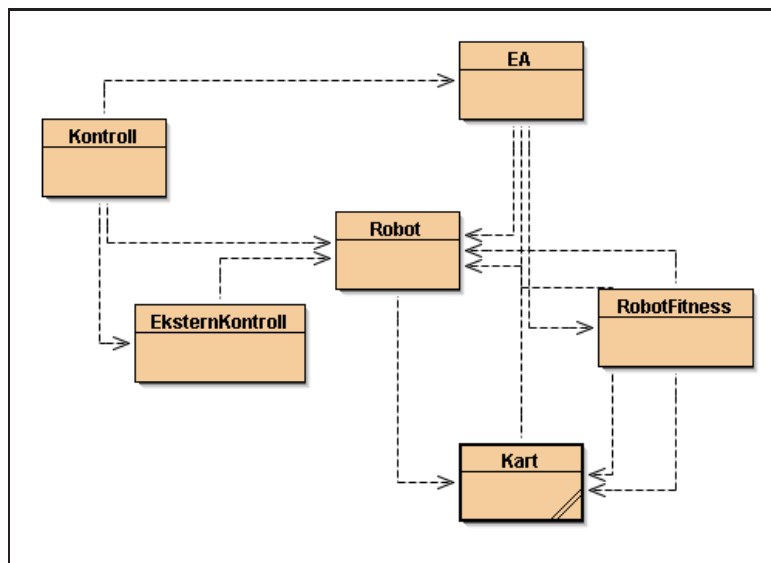 EA
Kontroll
Robot
EksternKontroll
RobotFitness
Kart